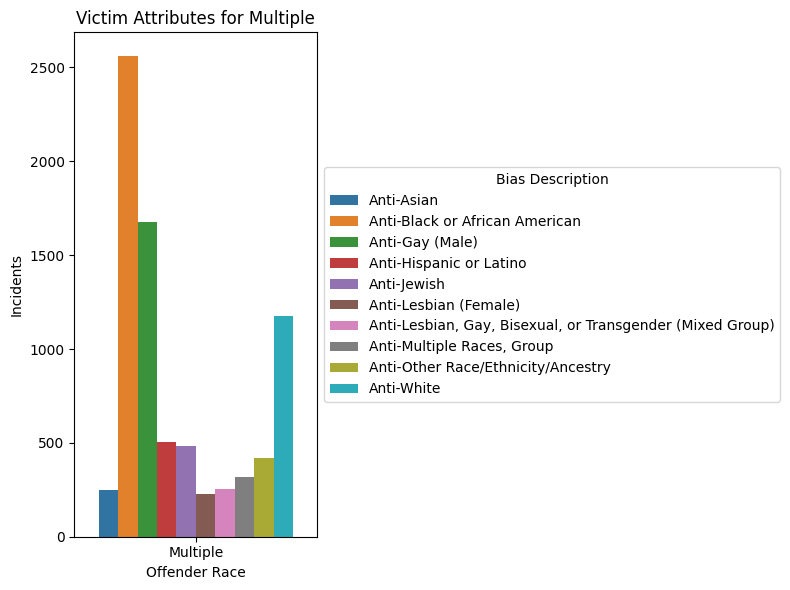 Victim Attributes for Multiple
2500
2000
1500
1000
500
0
Incidents
Multiple
Offender Race
Bias Description
Anti-Asian
Anti-Black or African American
Anti-Gay (Male)
Anti-Hispanic or Latino
Anti-Jewish
Anti-Lesbian (Female)
Anti-Lesbian, Gay, Bisexual, or Transgender (Mixed Group)
Anti-Multiple Races, Group
Anti-Other Race/Ethnicity/Ancestry
Anti-White